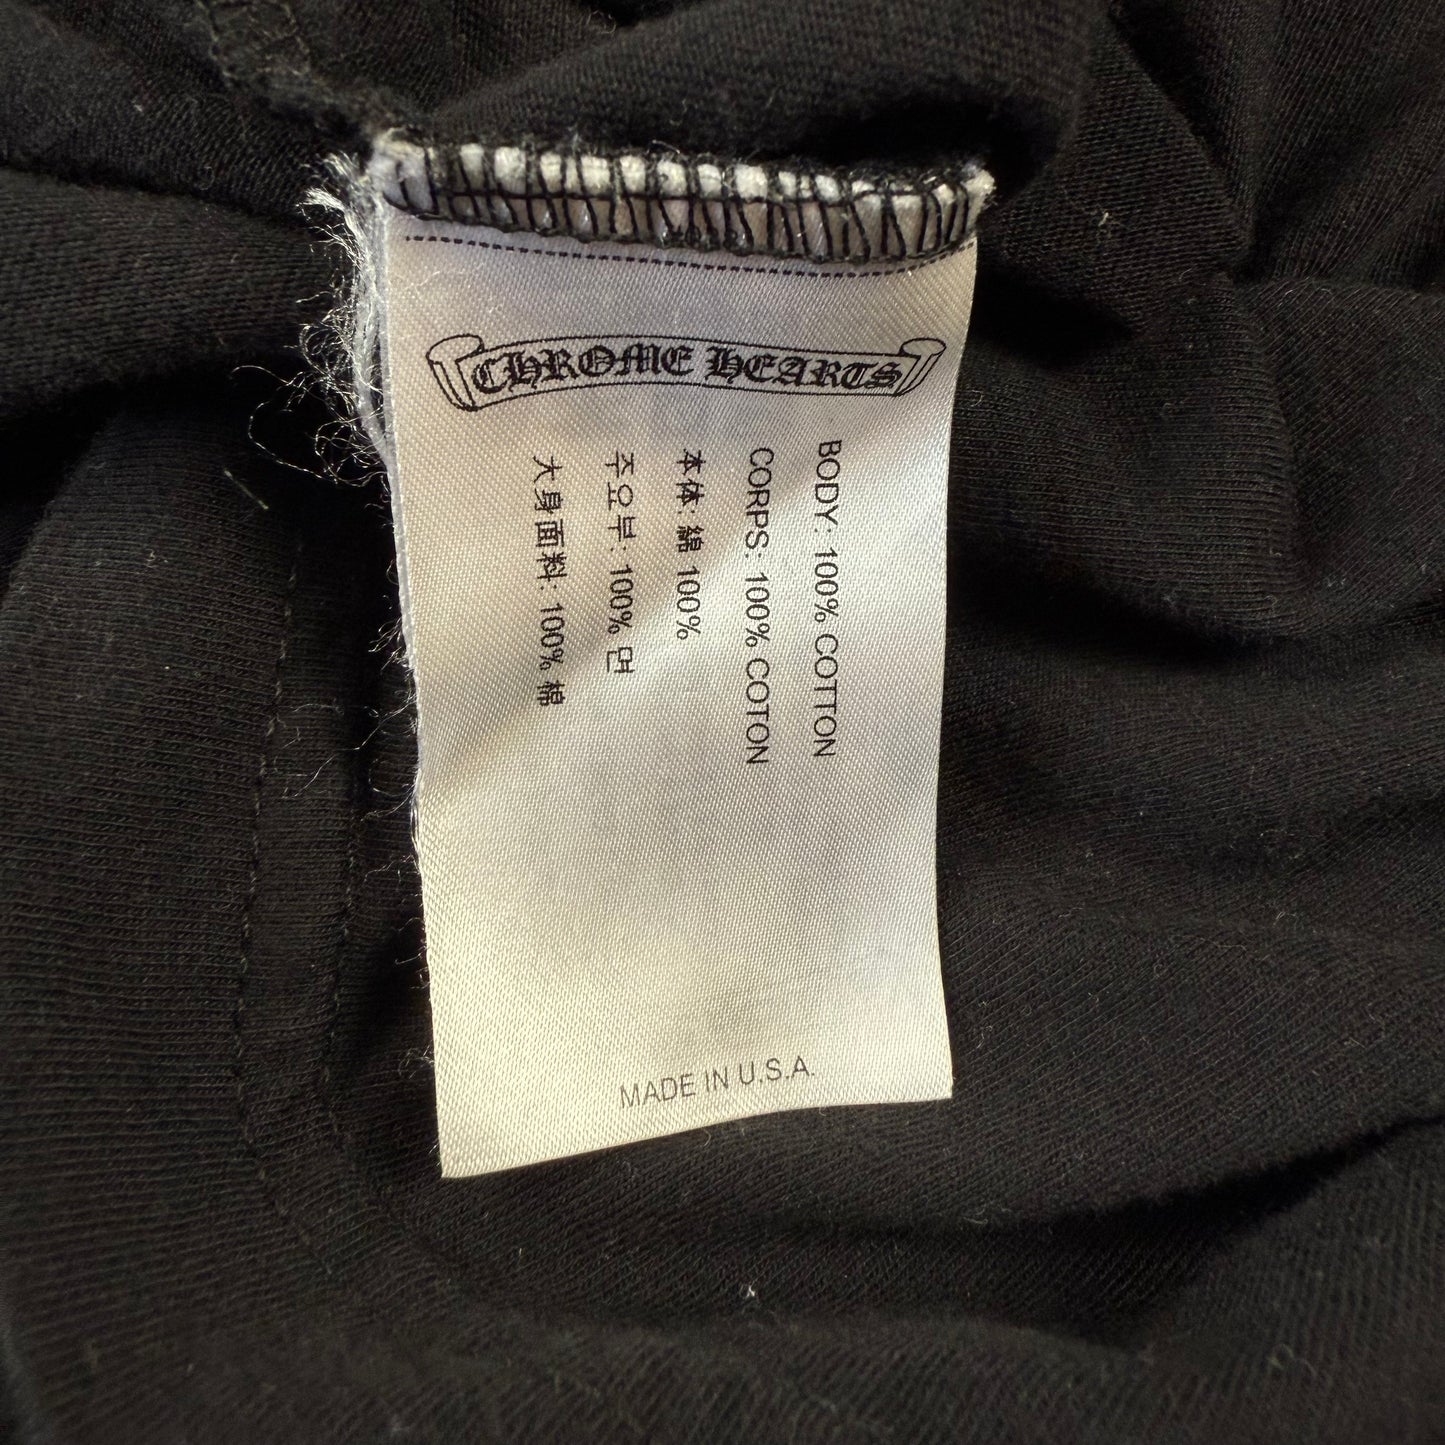 CHROME HEARTS
BODY: 100% COTTON
CORPS: 100% COTON
本体: 綿 100%
주요부: 100% 면
大身面料: 100% 棉
MADE IN U.S.A.